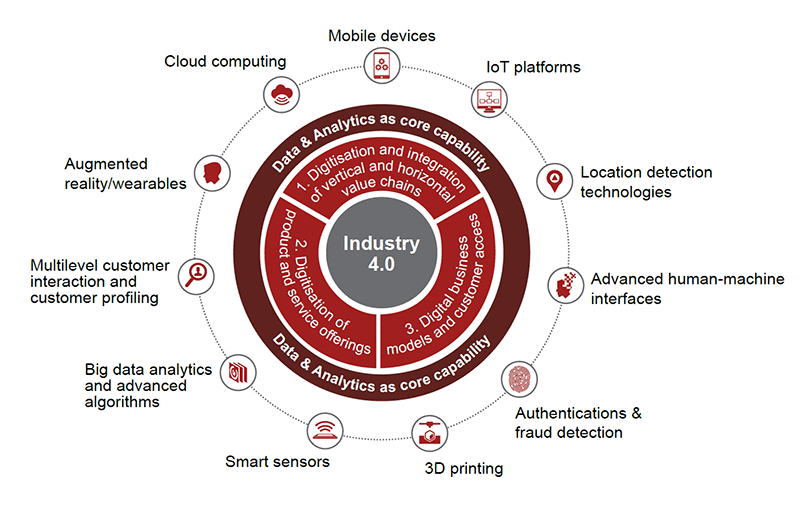 Mobile devices
Cloud computing
IoT platforms
Augmented
reality/wearables
Location detection
technologies
Multilevel customer
interaction and
customer profiling
Advanced human-machine
interfaces
Big data analytics
and advanced
algorithms
Authentications &
fraud detection
Smart sensors
3D printing
Data & Analytics as core capability
1. Digitisation and integration
of vertical and horizontal
value chains
Industry
4.0
2. Digitisation of
product and service offerings
3. Digital business
models and customer access
Data & Analytics as core capability